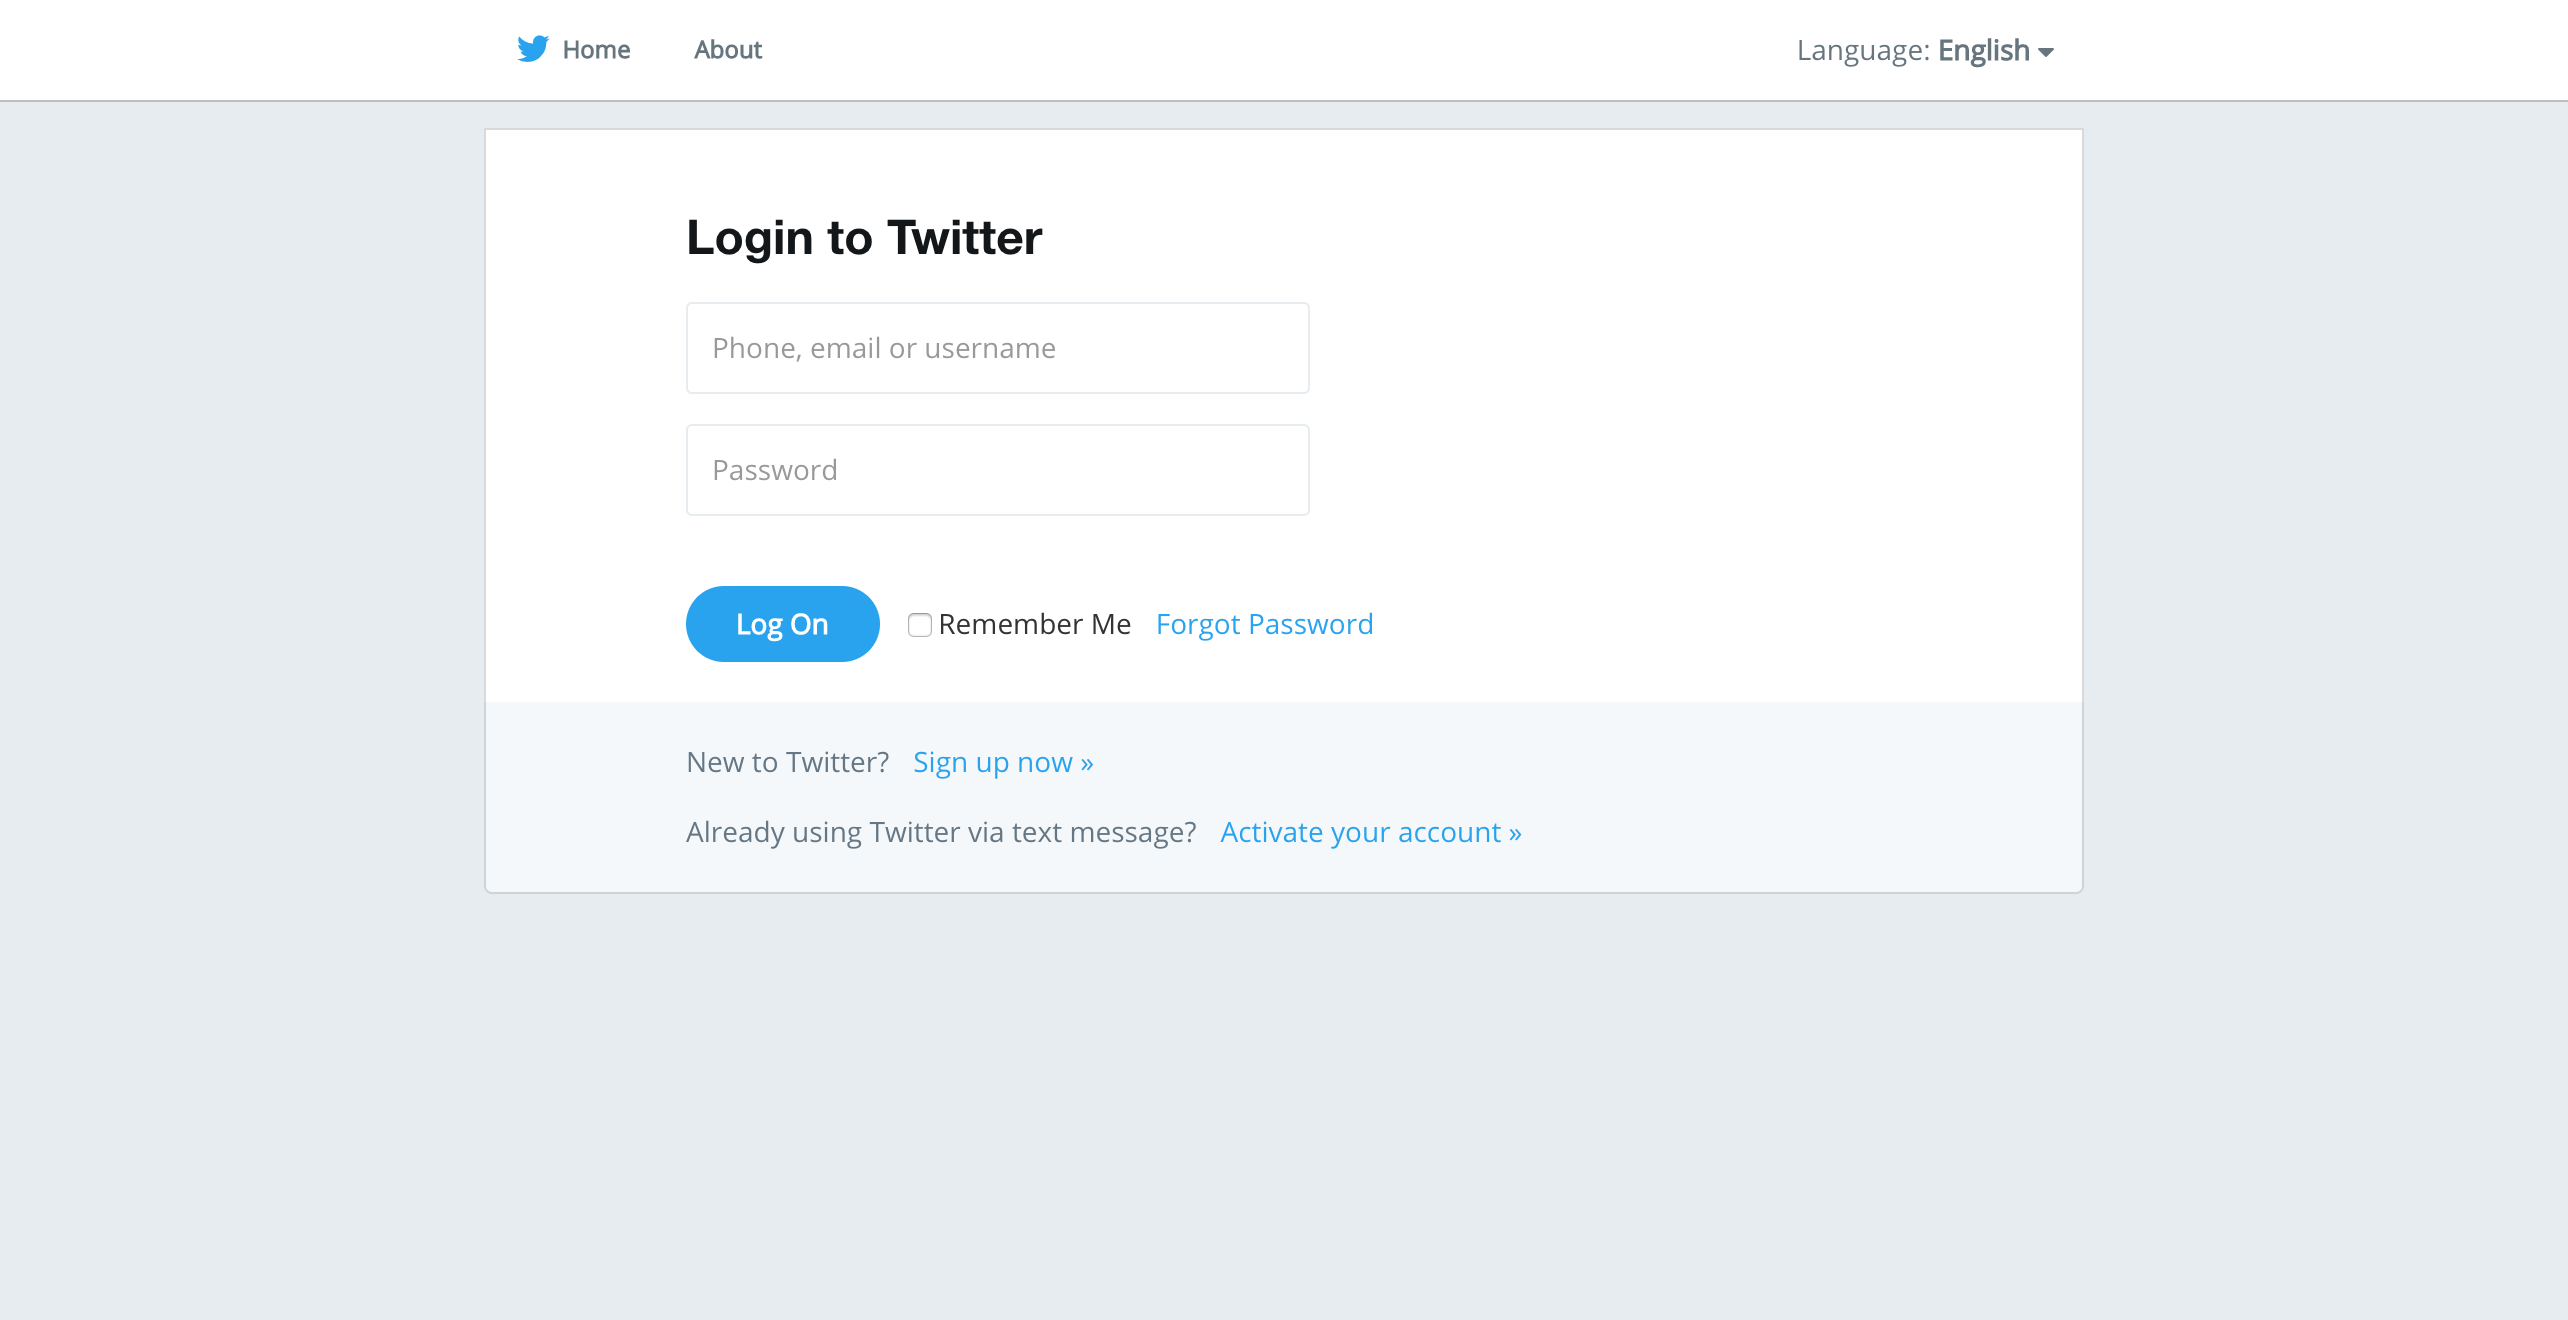 Home About Language: English
Login to Twitter
Phone, email or username
Password
Log On Remember Me Forgot Password
New to Twitter? Sign up now »
Already using Twitter via text message? Activate your account »